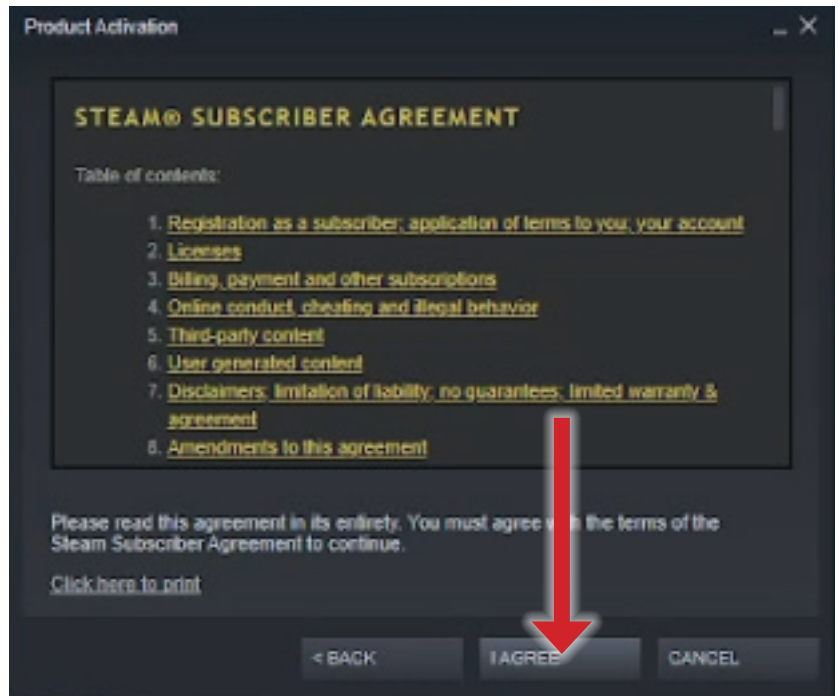 Product Activation
STEAM® SUBSCRIBER AGREEMENT
Table of contents:
1. Registration as a subscriber; application of terms to you; your account
2. Licenses
3. Billing, payment and other subscriptions
4. Online conduct, cheating and illegal behavior
5. Third-party content
6. User generated content
7. Disclaimers; limitation of liability; no guarantees; limited warranty &
agreement
8. Amendments to this agreement
Please read this agreement in its entirety. You must agree with the terms of the
Steam Subscriber Agreement to continue.
Click here to print
< BACK
I AGREE
CANCEL